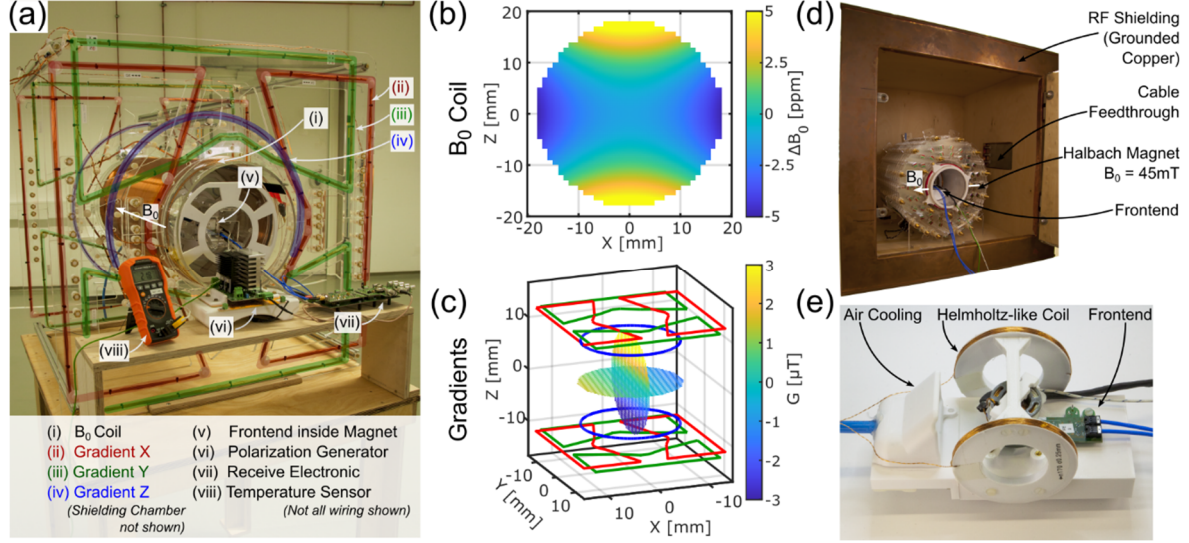 (a)
(i)
(ii)
(iii)
(iv)
(v)
B0
(vi)
(vii)
(viii)
(i) B0 Coil
(ii) Gradient X
(iii) Gradient Y
(iv) Gradient Z
(Shielding Chamber
not shown)
(v) Frontend inside Magnet
(vi) Polarization Generator
(vii) Receive Electronic
(viii) Temperature Sensor
(Not all wiring shown)
(b)
B0 Coil
Z [mm]
20
10
0
-10
-20
-20 -10 0 10 20
X [mm]
5
2.5
0
-2.5
-5
ΔB0 [ppm]
(c)
Gradients
Z [mm]
10
0
-10
Y [mm]
-10
0
10
X [mm]
10
0
-10
3
2
1
0
-1
-2
-3
G [µT]
(d)
RF Shielding
(Grounded
Copper)
Cable
Feedthrough
Halbach Magnet
B0 = 45mT
Frontend
B0
(e)
Air Cooling
Helmholtz-like Coil
Frontend